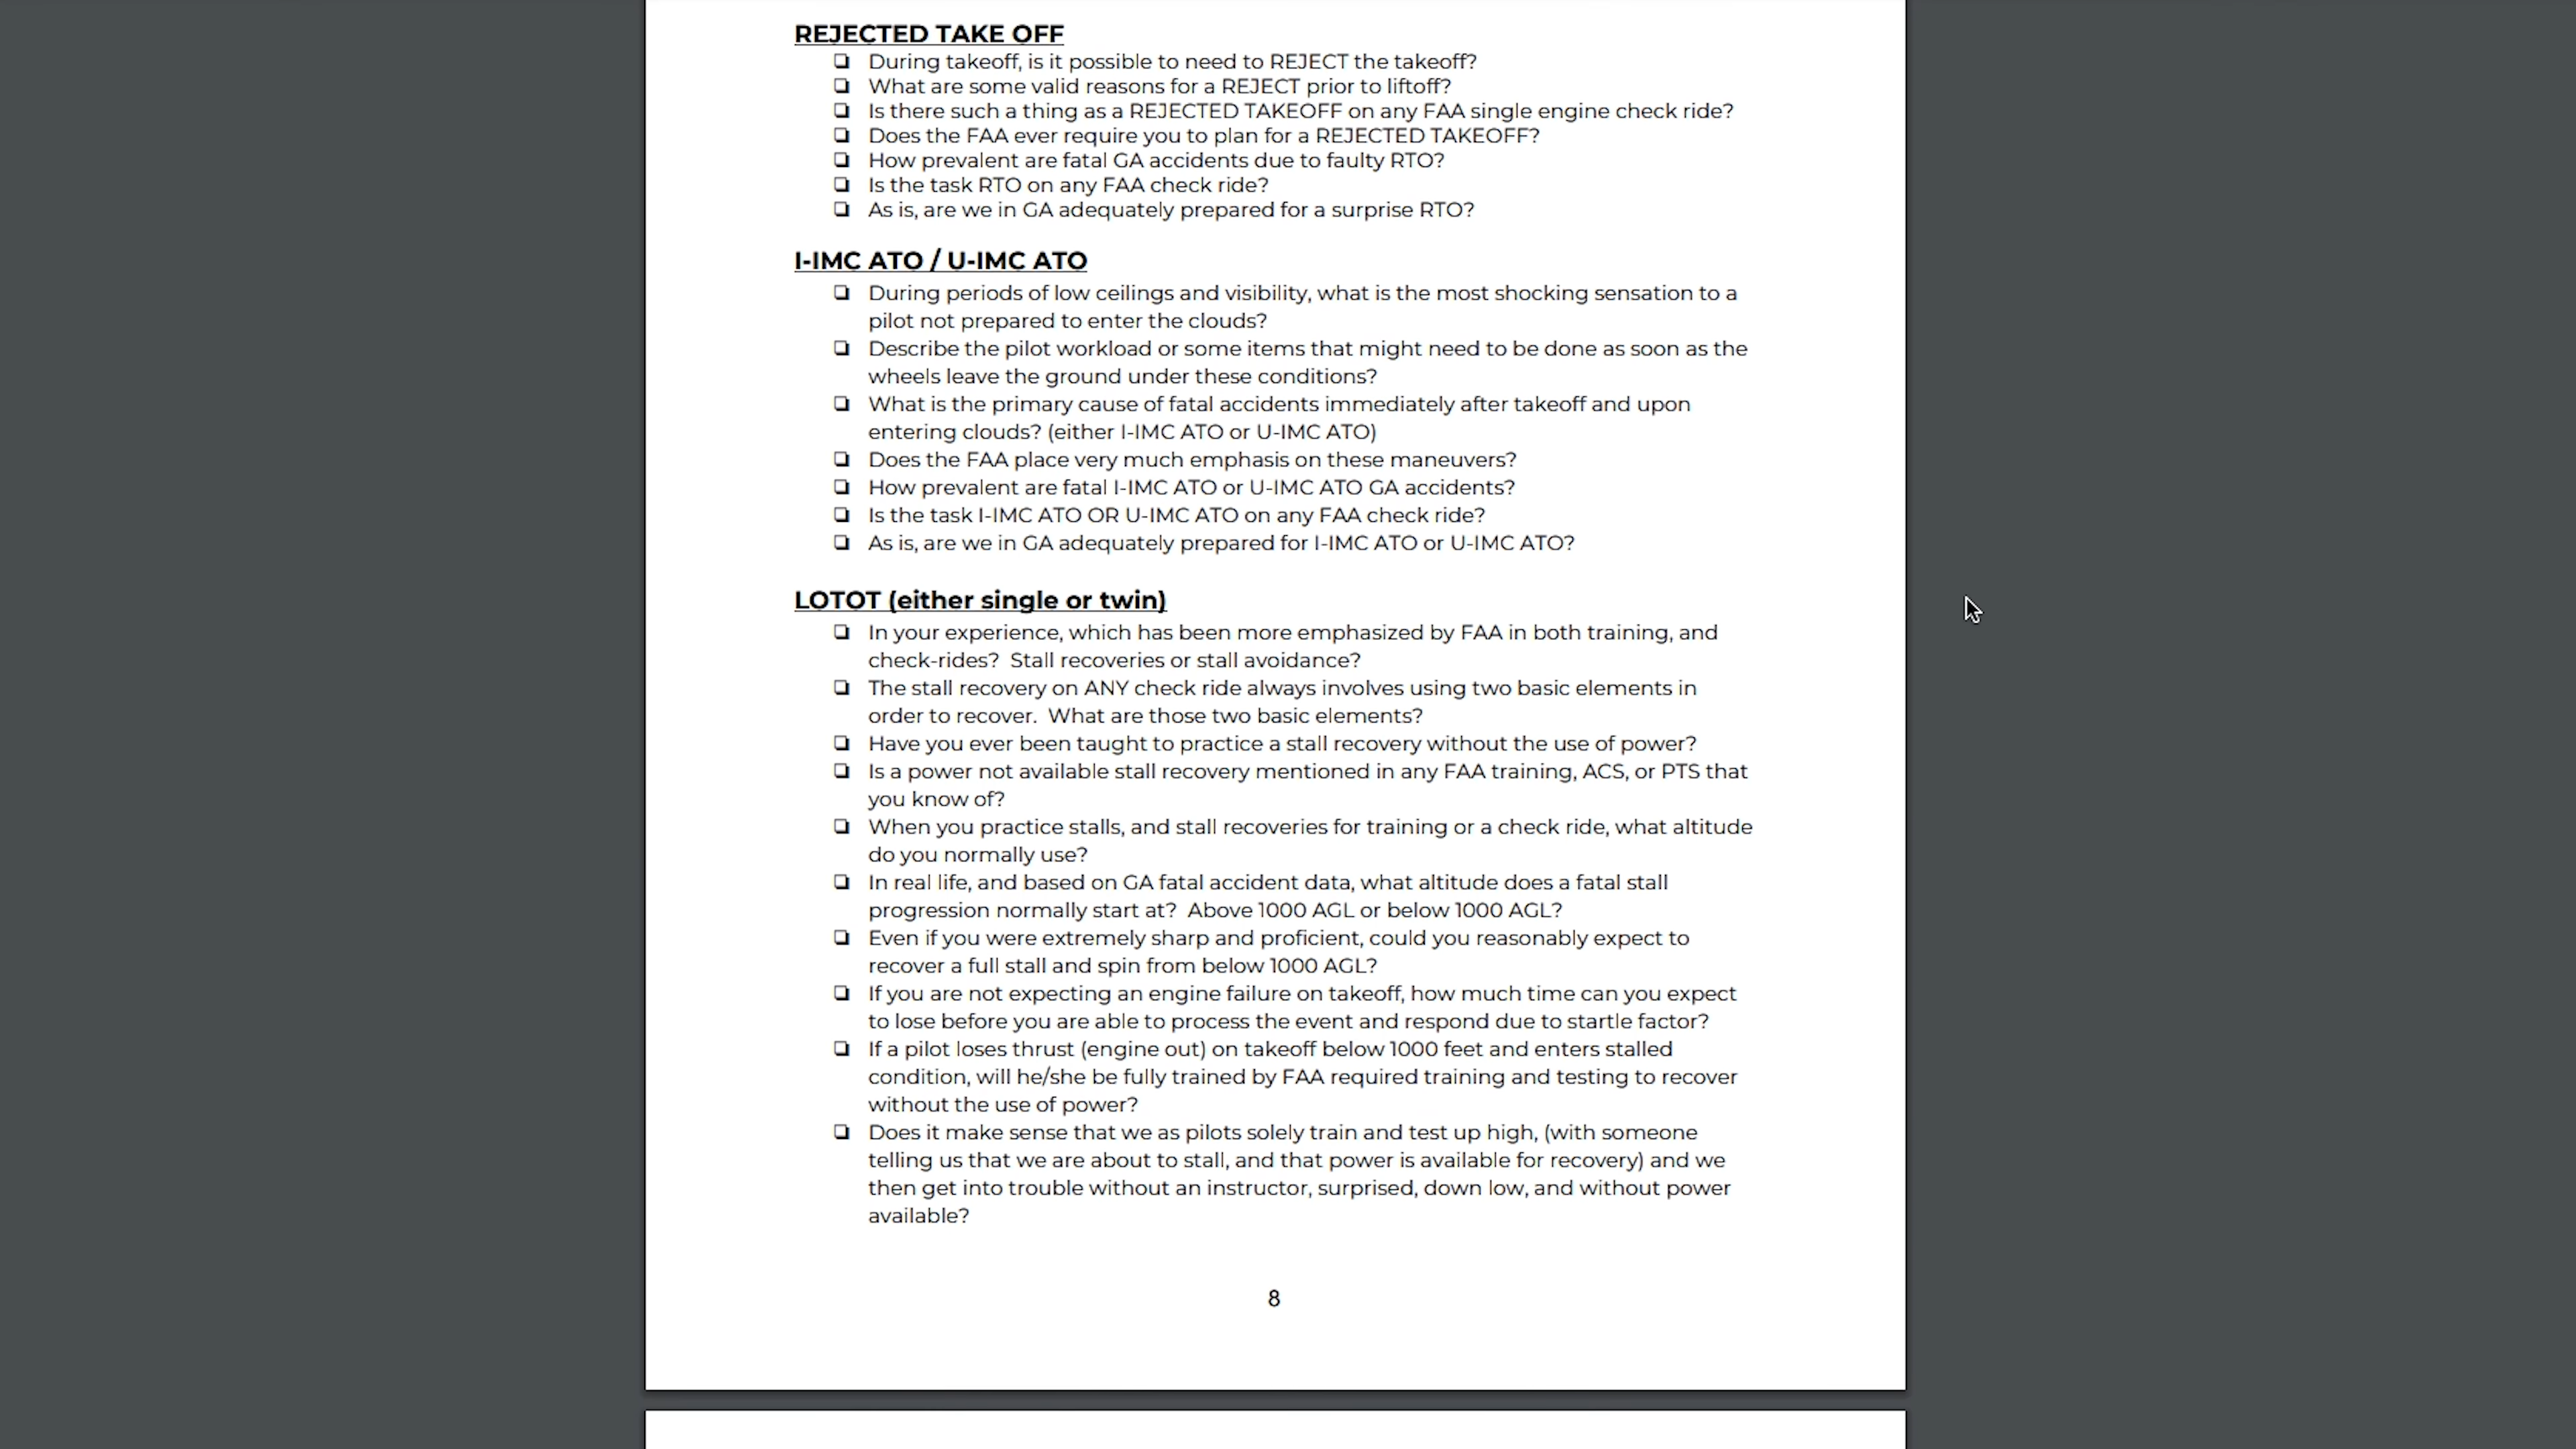 REJECTED TAKE OFF
❏ During takeoff, is it possible to need to REJECT the takeoff?
❏ What are some valid reasons for a REJECT prior to liftoff?
❏ Is there such a thing as a REJECTED TAKEOFF on any FAA single engine check ride?
❏ Does the FAA ever require you to plan for a REJECTED TAKEOFF?
❏ How prevalent are fatal GA accidents due to faulty RTO?
❏ Is the task RTO on any FAA check ride?
❏ As is, are we in GA adequately prepared for a surprise RTO?
I-IMC ATO / U-IMC ATO
❏ During periods of low ceilings and visibility, what is the most shocking sensation to a
pilot not prepared to enter the clouds?
❏ Describe the pilot workload or some items that might need to be done as soon as the
wheels leave the ground under these conditions?
❏ What is the primary cause of fatal accidents immediately after takeoff and upon
entering clouds? (either I-IMC ATO or U-IMC ATO)
❏ Does the FAA place very much emphasis on these maneuvers?
❏ How prevalent are fatal I-IMC ATO or U-IMC ATO GA accidents?
❏ Is the task I-IMC ATO OR U-IMC ATO on any FAA check ride?
❏ As is, are we in GA adequately prepared for I-IMC ATO or U-IMC ATO?
LOTOT (either single or twin)
❏ In your experience, which has been more emphasized by FAA in both training, and
check-rides?  Stall recoveries or stall avoidance?
❏ The stall recovery on ANY check ride always involves using two basic elements in
order to recover.  What are those two basic elements?
❏ Have you ever been taught to practice a stall recovery without the use of power?
❏ Is a power not available stall recovery mentioned in any FAA training, ACS, or PTS that
you know of?
❏ When you practice stalls, and stall recoveries for training or a check ride, what altitude
do you normally use?
❏ In real life, and based on GA fatal accident data, what altitude does a fatal stall
progression normally start at?  Above 1000 AGL or below 1000 AGL?
❏ Even if you were extremely sharp and proficient, could you reasonably expect to
recover a full stall and spin from below 1000 AGL?
❏ If you are not expecting an engine failure on takeoff, how much time can you expect
to lose before you are able to process the event and respond due to startle factor?
❏ If a pilot loses thrust (engine out) on takeoff below 1000 feet and enters stalled
condition, will he/she be fully trained by FAA required training and testing to recover
without the use of power?
❏ Does it make sense that we as pilots solely train and test up high, (with someone
telling us that we are about to stall, and that power is available for recovery) and we
then get into trouble without an instructor, surprised, down low, and without power
available?
8